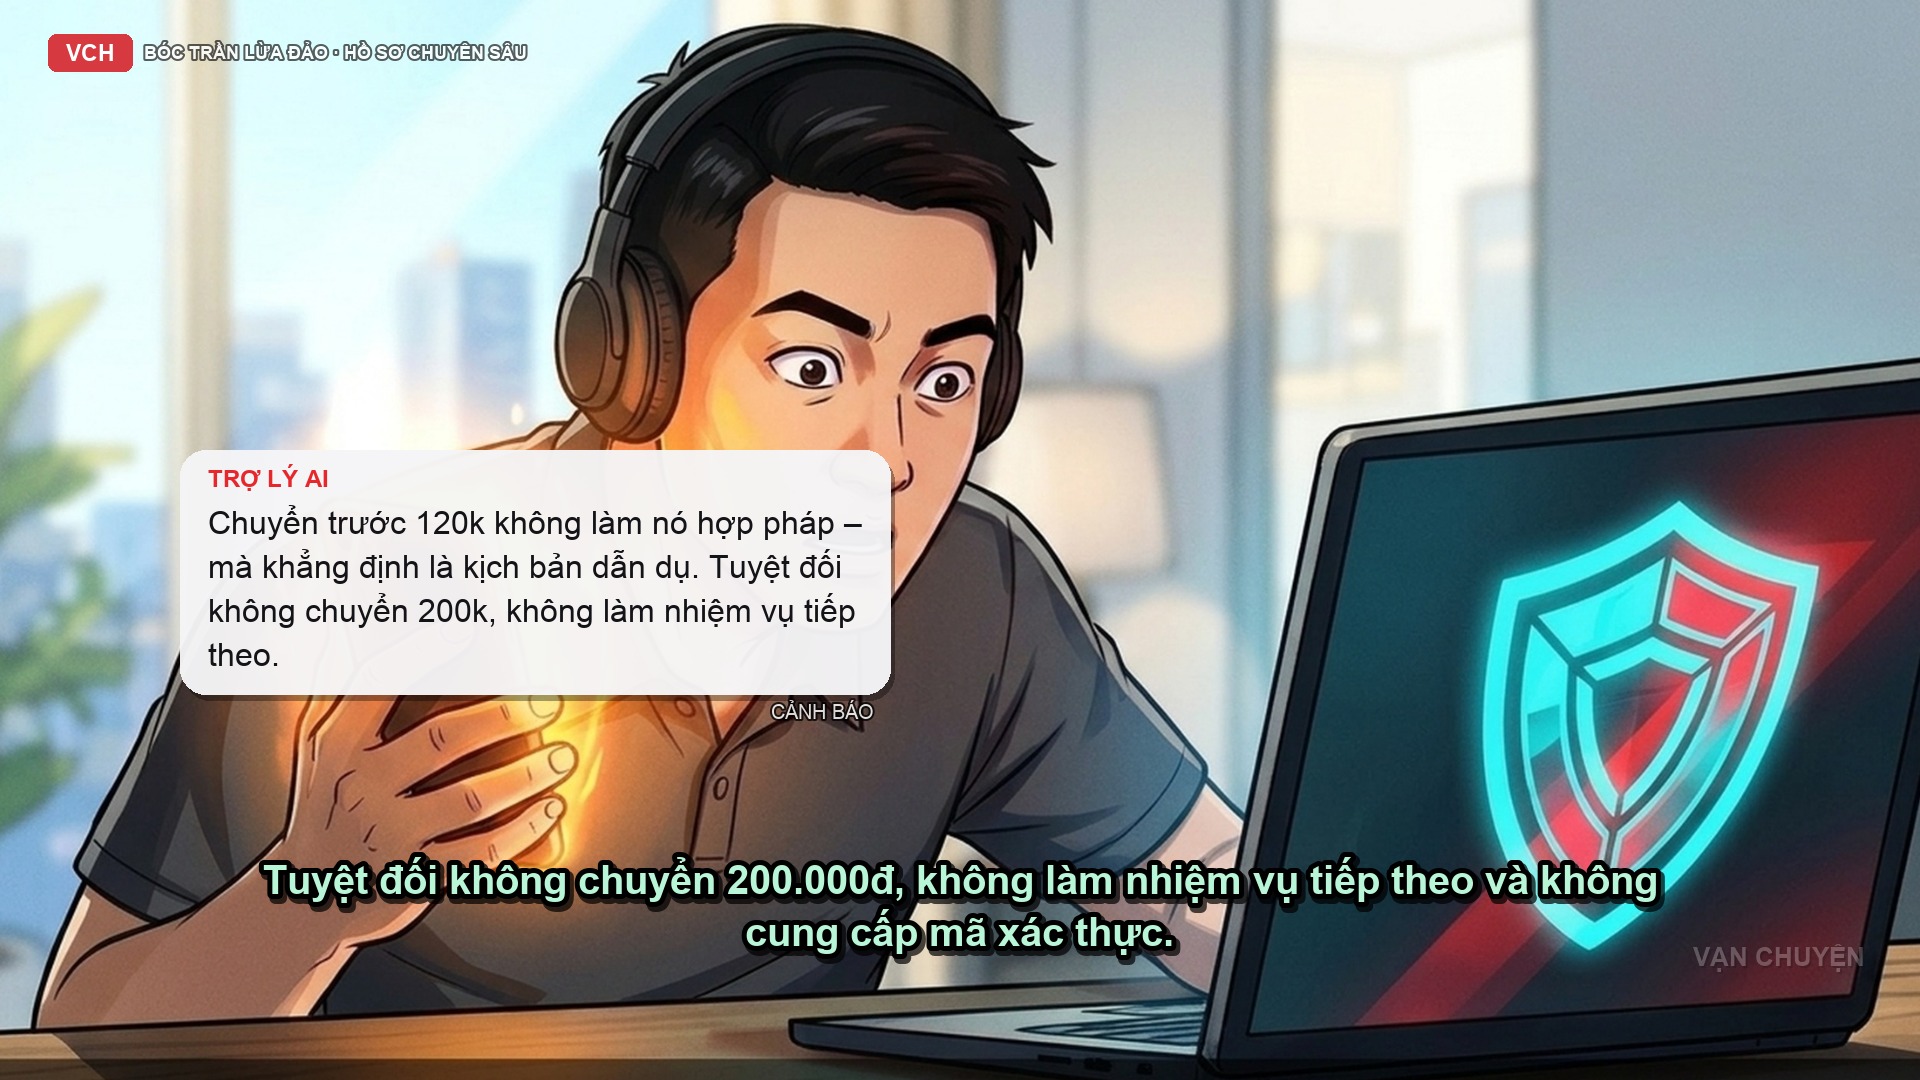 VCH BÓC TRẦN LỪA ĐẢO · HỒ SƠ CHUYÊN SÂU
TRỢ LÝ AI
Chuyển trước 120k không làm nó hợp pháp –
mà khẳng định là kịch bản dẫn dụ. Tuyệt đối
không chuyển 200k, không làm nhiệm vụ tiếp
theo.
CẢNH BÁO
Tuyệt đối không chuyển 200.000đ, không làm nhiệm vụ tiếp theo và không
cung cấp mã xác thực.
VẠN CHUYỆN